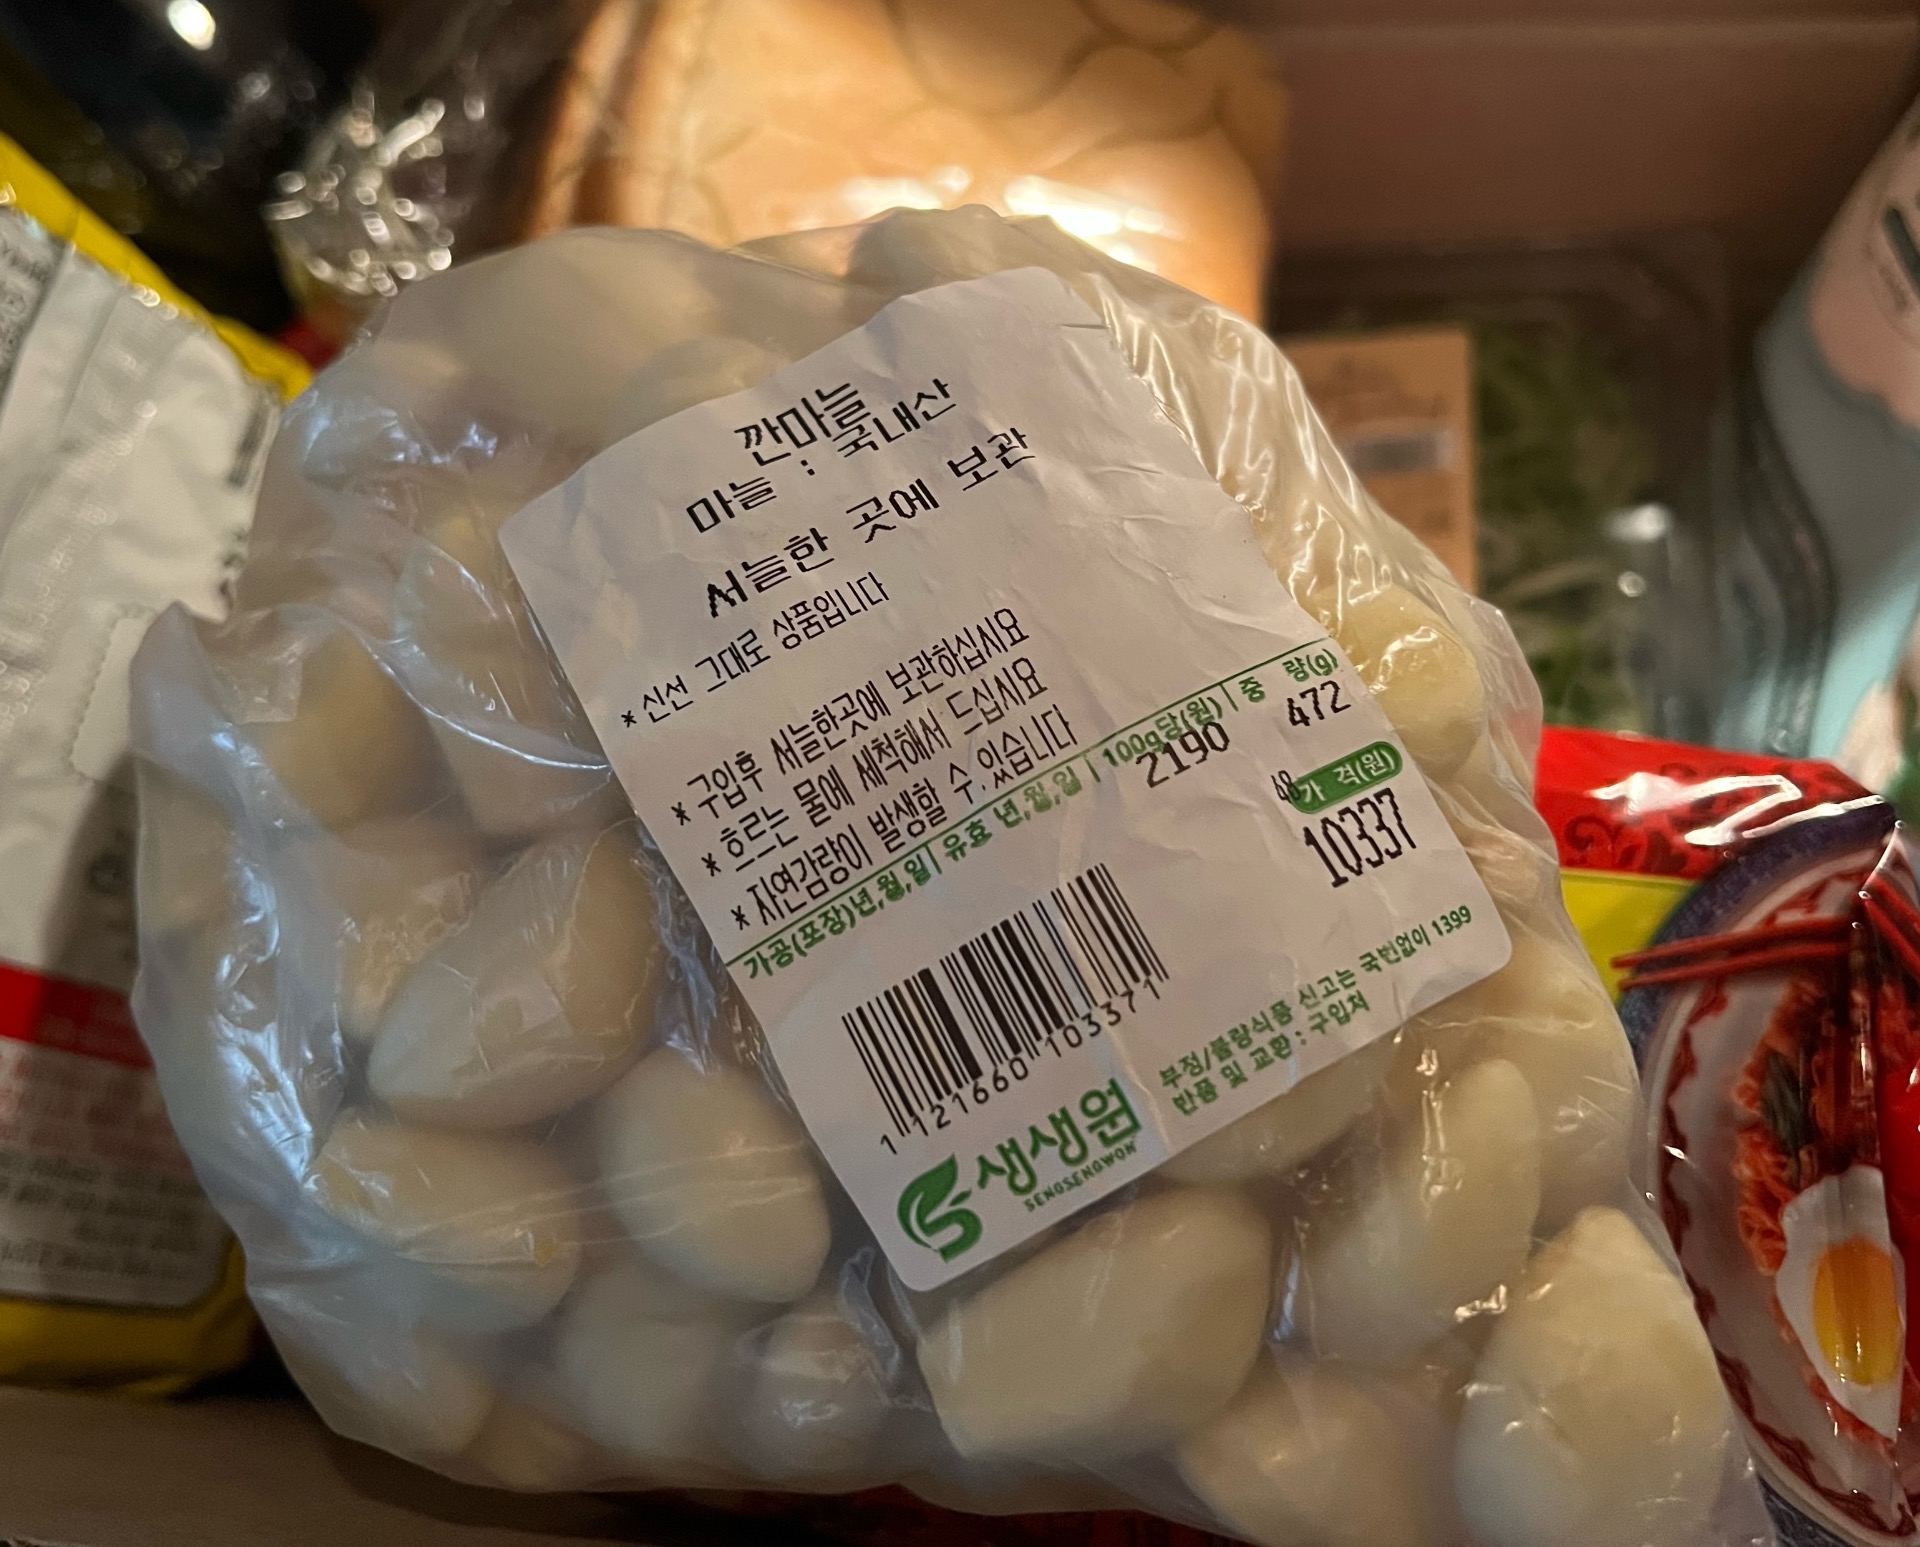 깐마늘
마늘 : 국내산
서늘한 곳에 보관
* 신선 그대로 상품입니다
* 구입후 서늘한곳에 보관하십시요
* 흐르는 물에 세척해서 드십시요
* 자연감량이 발생할 수 있습니다
가공(포장)년,월,일 | 유효 년,월,일 | 100g당(원) | 중 량(g)
2190 472
48 가 격(원)
10337
1 121660 103371
부정/불량식품 신고는 국번없이 1399
반품 및 교환 : 구입처
생생원
SENGSENGWON